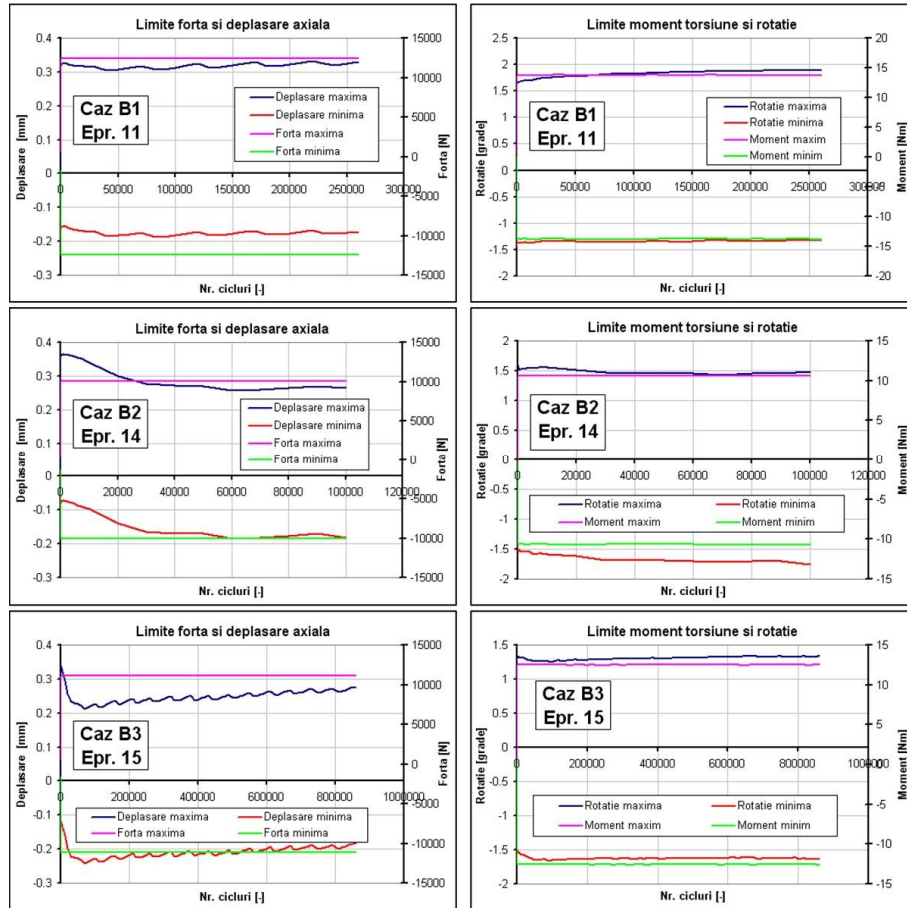 Limite forta si deplasare axiala
0.4
0.3
0.2
0.1
0
-0.1
-0.2
-0.3
Deplasare [mm]
15000
10000
5000
0
-5000
-10000
-15000
Forta [N]
Caz B1
Epr. 11
Deplasare maxima
Deplasare minima
Forta maxima
Forta minima
0 50000 100000 150000 200000 250000 300000
Nr. cicluri [-]
Limite moment torsiune si rotatie
2.5
2
1.5
1
0.5
0
-0.5
-1
-1.5
-2
Rotatie [grade]
20
15
10
5
0
-5
-10
-15
-20
Moment [Nm]
Caz B1
Epr. 11
Rotatie maxima
Rotatie minima
Moment maxim
Moment minim
0 50000 100000 150000 200000 250000 300000
Nr. cicluri [-]
Limite forta si deplasare axiala
0.4
0.3
0.2
0.1
0
-0.1
-0.2
-0.3
Deplasare [mm]
15000
10000
5000
0
-5000
-10000
-15000
Forta [N]
Caz B2
Epr. 14
Deplasare maxima
Deplasare minima
Forta maxima
Forta minima
0 20000 40000 60000 80000 100000 120000
Nr. cicluri [-]
Limite moment torsiune si rotatie
2
1.5
1
0.5
0
-0.5
-1
-1.5
-2
Rotatie [grade]
15
10
5
0
-5
-10
-15
Moment [Nm]
Caz B2
Epr. 14
0 20000 40000 60000 80000 100000 120000
Rotatie maxima Rotatie minima
Moment maxim Moment minim
Nr. cicluri [-]
Limite forta si deplasare axiala
0.4
0.3
0.2
0.1
0
-0.1
-0.2
-0.3
Deplasare [mm]
15000
10000
5000
0
-5000
-10000
-15000
Forta [N]
Caz B3
Epr. 15
0 200000 400000 600000 800000 1000000
Deplasare maxima Deplasare minima
Forta maxima Forta minima
Nr. cicluri [-]
Limite moment torsiune si rotatie
1.5
1
0.5
0
-0.5
-1
-1.5
-2
Rotatie [grade]
15
10
5
0
-5
-10
-15
Moment [Nm]
Caz B3
Epr. 15
0 200000 400000 600000 800000 1000000
Rotatie maxima Rotatie minima
Moment maxim Moment minim
Nr. cicluri [-]